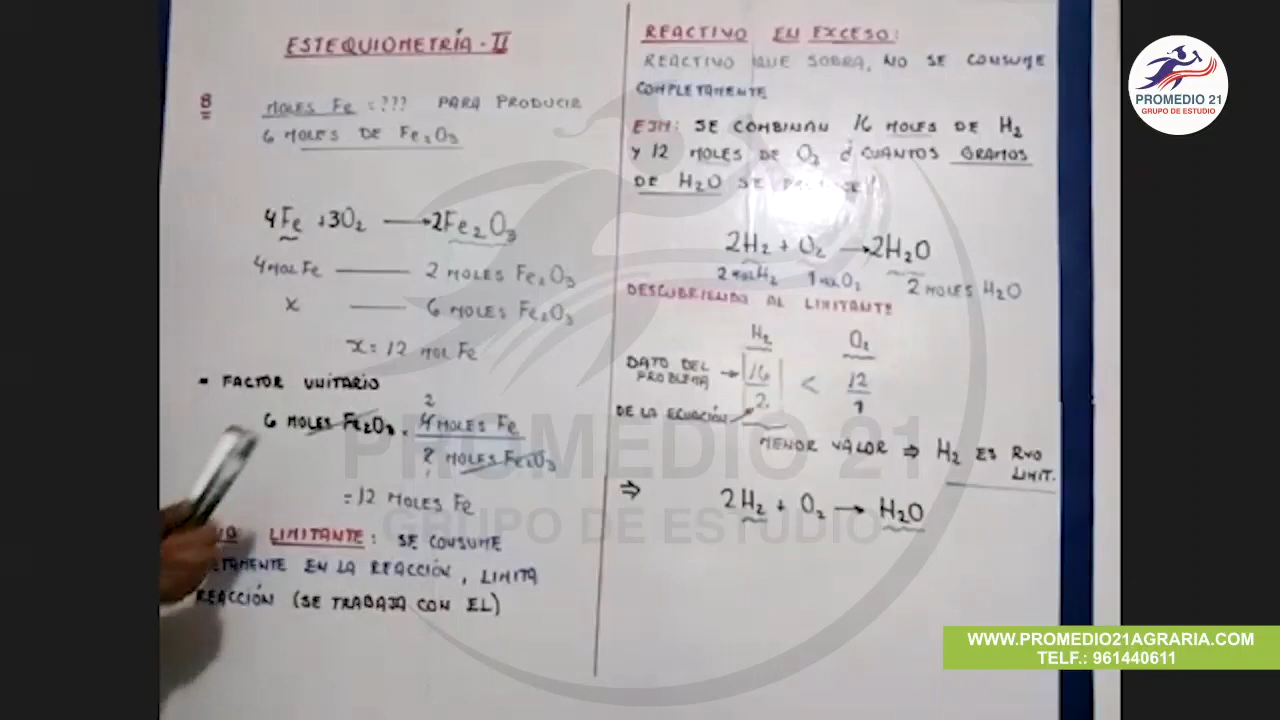 ESTEQUIOMETRÍA-II
8
MOLES Fe = ??? PARA PRODUCIR
6 MOLES DE Fe₂O₃
4Fe + 3O₂ → 2Fe₂O₃
4 MOL Fe — 2 MOLES Fe₂O₃
x — 6 MOLES Fe₂O₃
x = 12 MOL Fe
- FACTOR UNITARIO
2
6 MOLES Fe₂O₃ . 4 MOLES Fe
2 MOLES Fe₂O₃
= 12 MOLES Fe
LIMITANTE: SE CONSUME
EN LA REACCIÓN, LIMITA
REACCIÓN (SE TRABAJA CON EL)
REACTIVO EN EXCESO:
REACTIVO QUE SOBRA, NO SE CONSUME
COMPLETAMENTE
EJM: SE COMBINAN 16 MOLES DE H₂
Y 12 MOLES DE O₂ ¿CUANTOS GRAMOS
DE H₂O SE
2H₂ + O₂ → 2H₂O
2 MOL H₂ 1 MOL O₂ 2 MOLES H₂O
DESCUBRIENDO AL LIMITANTE
H₂ O₂
DATO DEL
PROBLEMA → 16 < 12
DE LA ECUACIÓN 2 1
MENOR VALOR ⇒ H₂ ES RVO
LIMIT.
⇒ 2H₂ + O₂ → H₂O
PROMEDIO 21
GRUPO DE ESTUDIO
PROMEDIO 21
GRUPO DE ESTUDIO
WWW.PROMEDIO21AGRARIA.COM
TELF.: 961440611